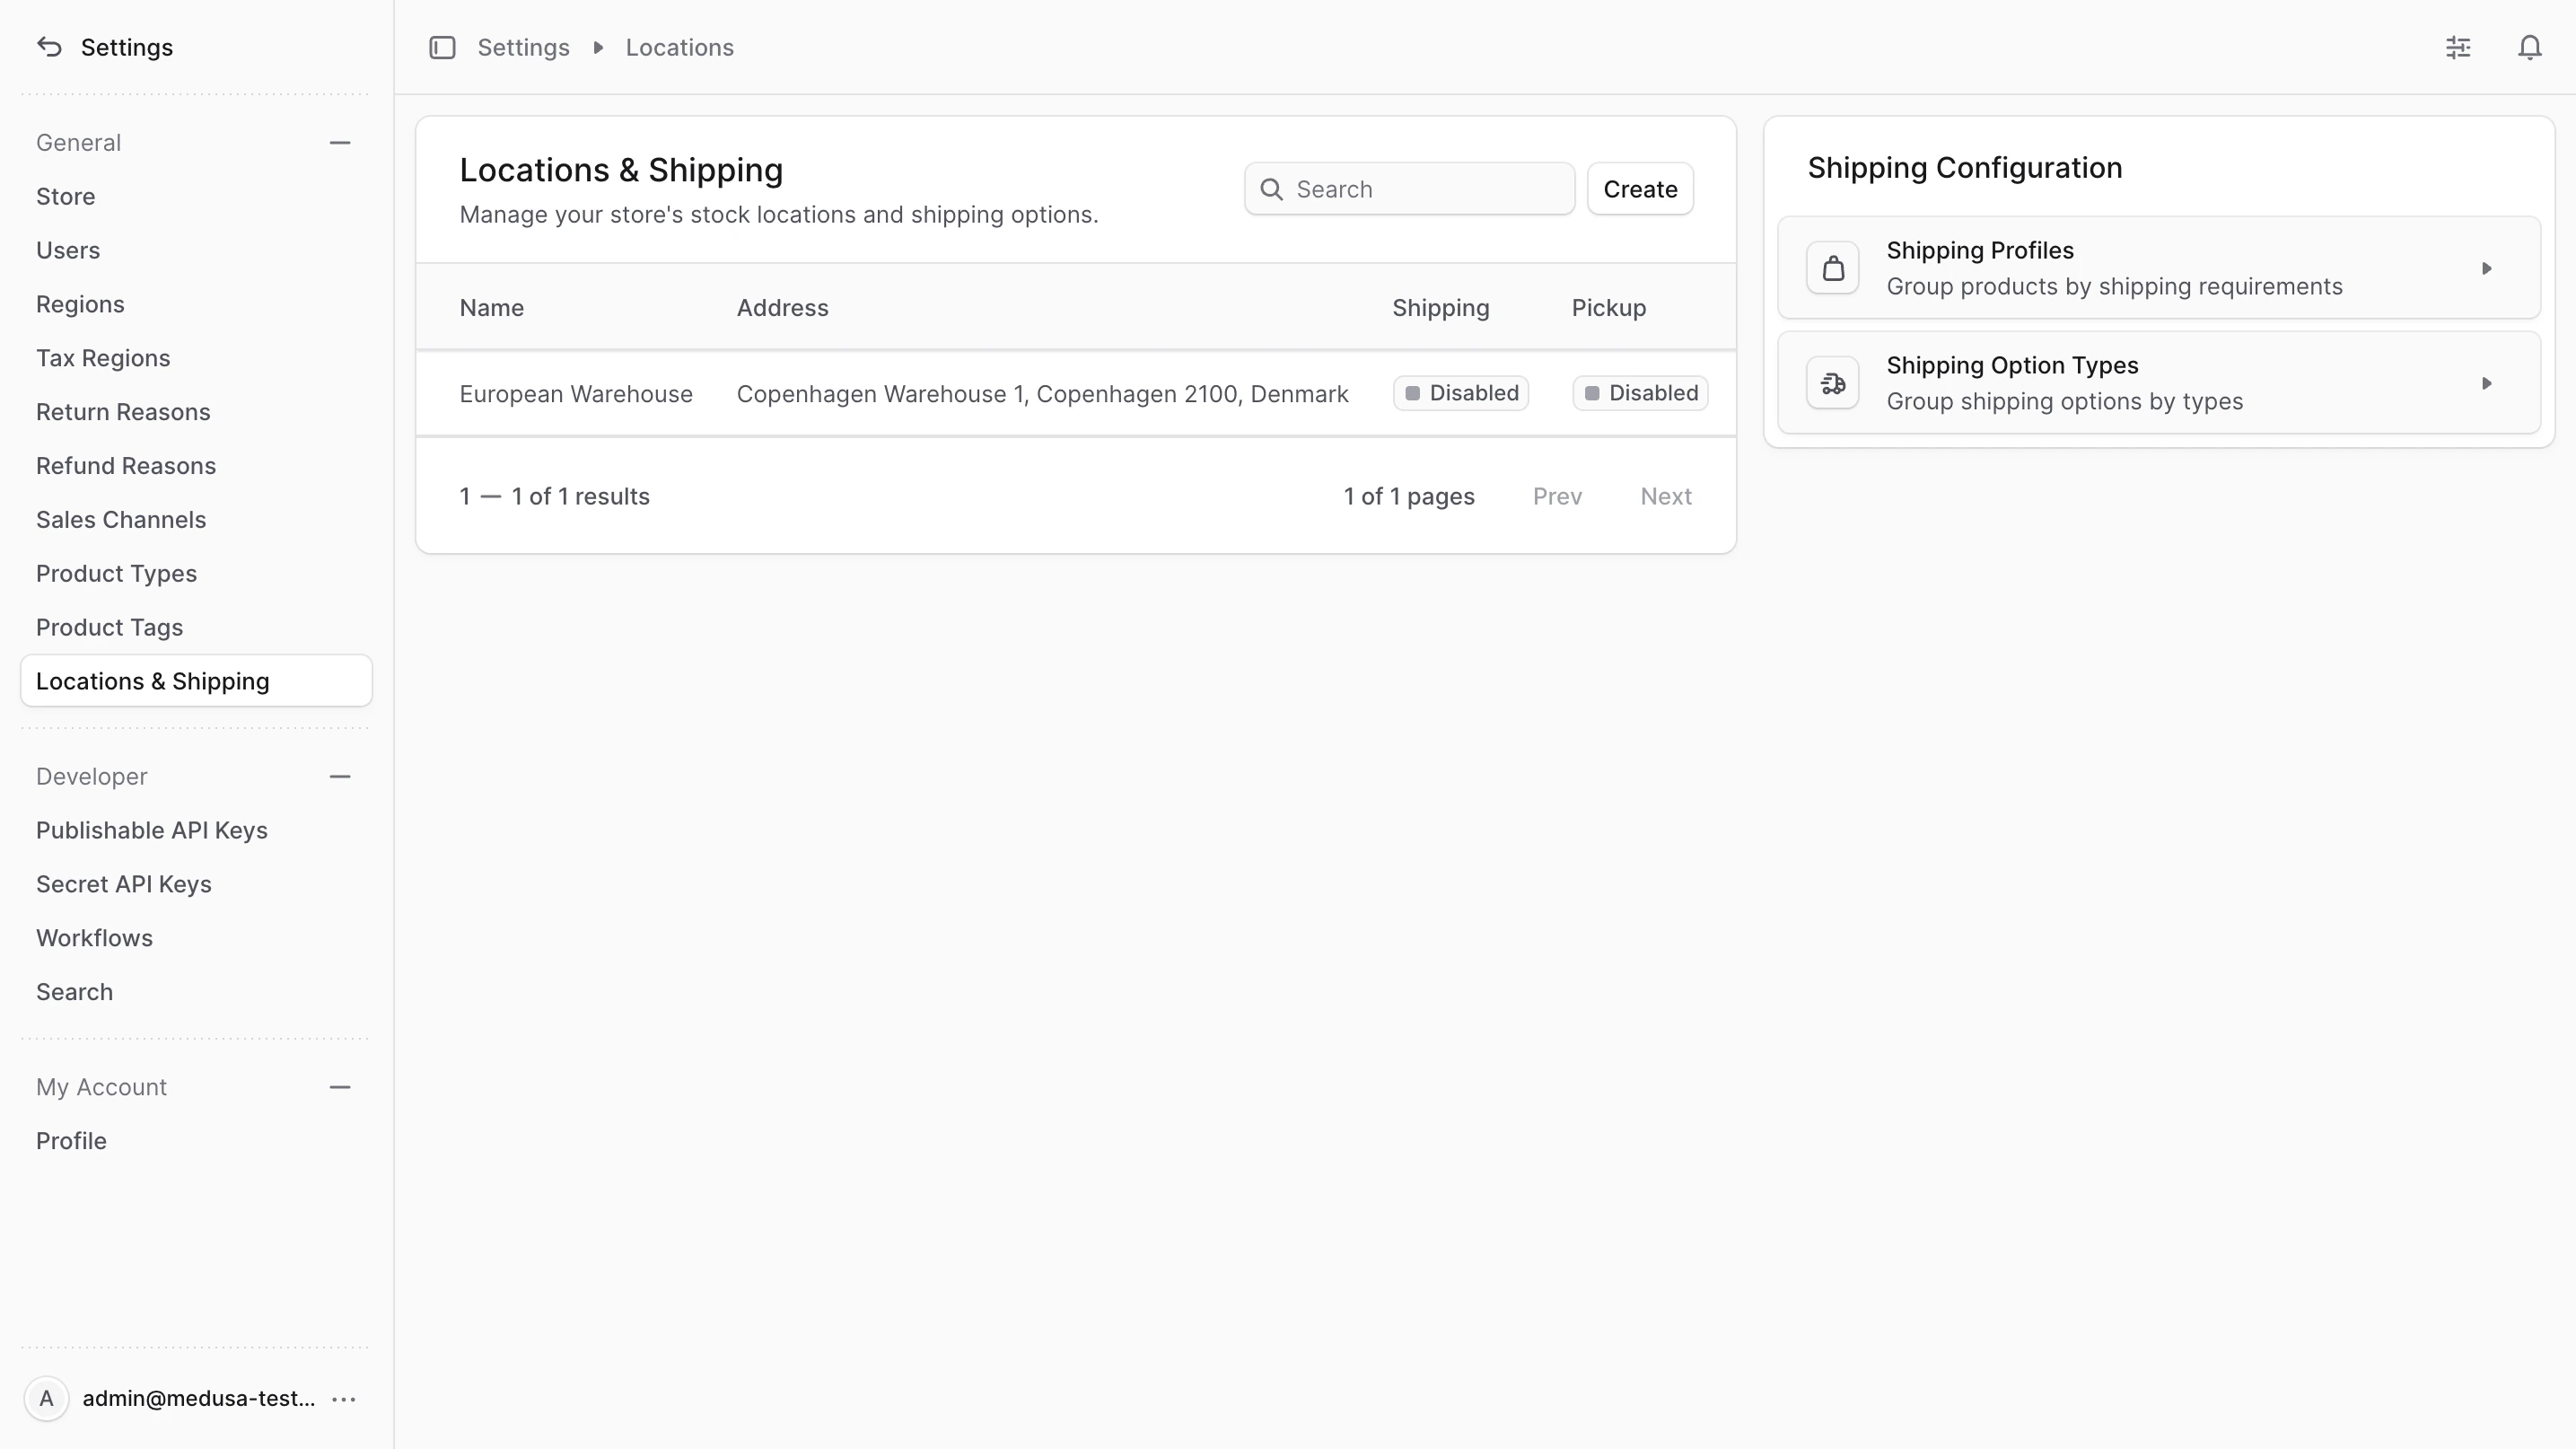 Settings
General
Store
Users
Regions
Tax Regions
Return Reasons
Refund Reasons
Sales Channels
Product Types
Product Tags
Locations & Shipping
Developer
Publishable API Keys
Secret API Keys
Workflows
Search
My Account
Profile
A admin@medusa-test...
Settings Locations
Locations & Shipping
Manage your store's stock locations and shipping options.
Search
Create
Name Address Shipping Pickup
European Warehouse Copenhagen Warehouse 1, Copenhagen 2100, Denmark Disabled Disabled
1 — 1 of 1 results 1 of 1 pages Prev Next
Shipping Configuration
Shipping Profiles
Group products by shipping requirements
Shipping Option Types
Group shipping options by types